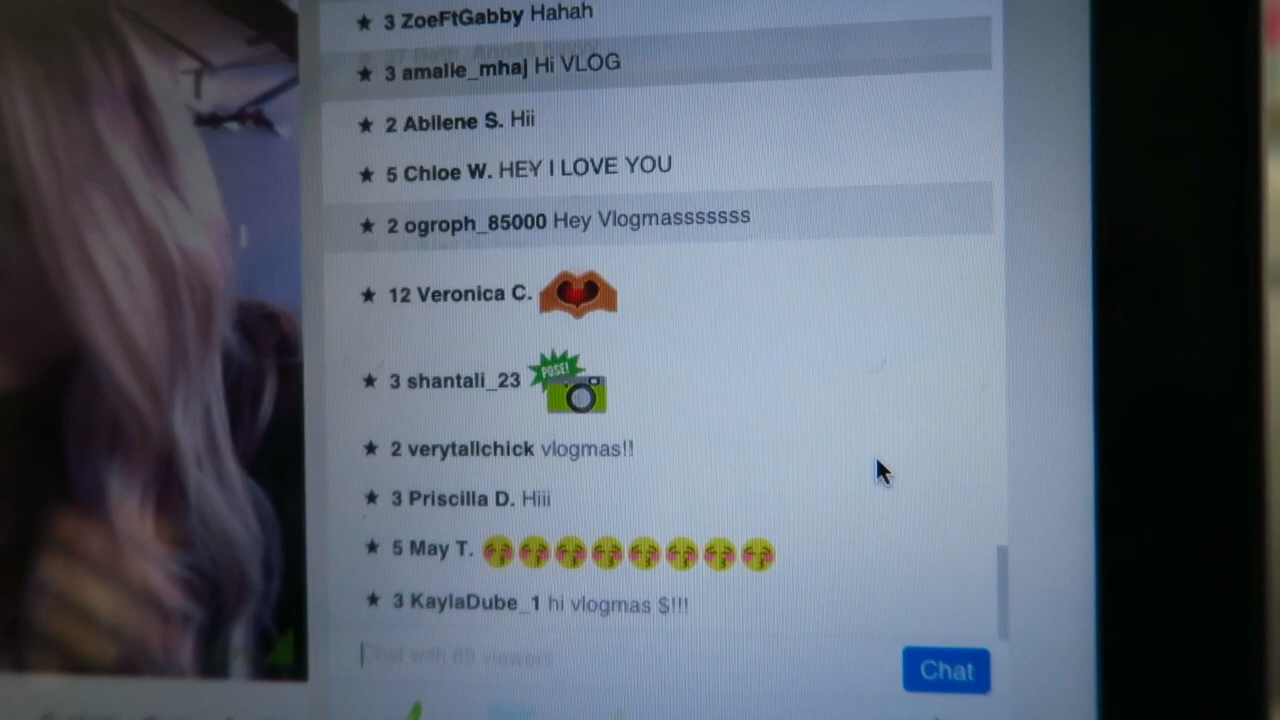 ★ 3 ZoeFtGabby Hahah
★ 3 amalie_mhaj Hi VLOG
★ 2 Abilene S. Hii
★ 5 Chloe W. HEY I LOVE YOU
★ 2 ogroph_85000 Hey Vlogmasssssss
★ 12 Veronica C.
★ 3 shantali_23 POSE!
★ 2 verytallchick vlogmas!!
★ 3 Priscilla D. Hiii
★ 5 May T.
★ 3 KaylaDube_1 hi vlogmas $!!!
Chat with 89 viewers
Chat